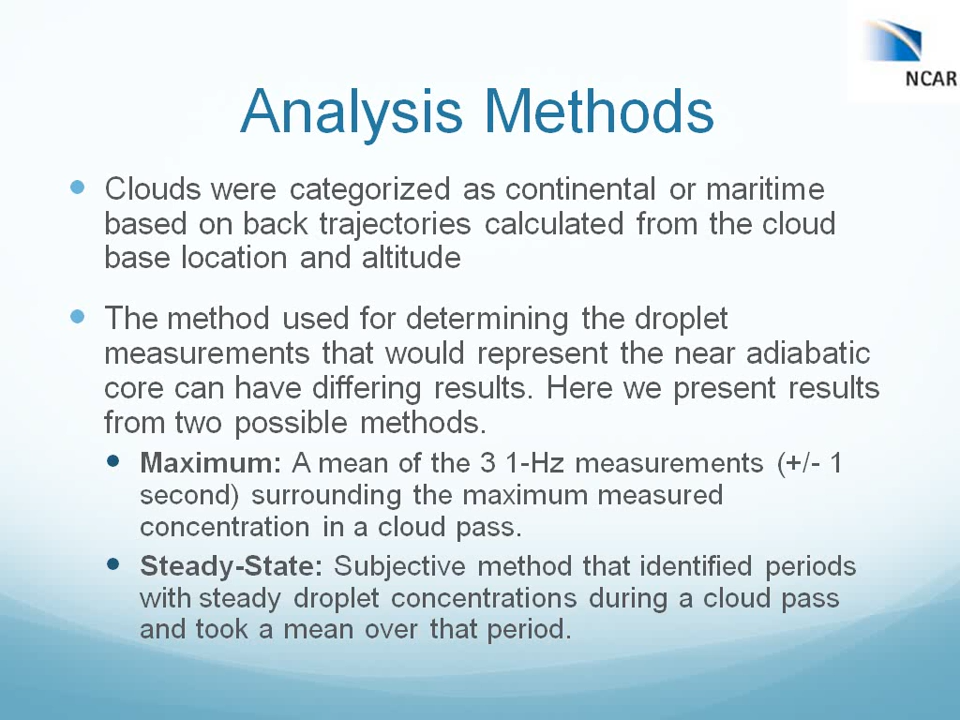 NCAR
Analysis Methods
Clouds were categorized as continental or maritime
based on back trajectories calculated from the cloud
base location and altitude
The method used for determining the droplet
measurements that would represent the near adiabatic
core can have differing results. Here we present results
from two possible methods.
Maximum: A mean of the 3 1-Hz measurements (+/- 1
second) surrounding the maximum measured
concentration in a cloud pass.
Steady-State: Subjective method that identified periods
with steady droplet concentrations during a cloud pass
and took a mean over that period.